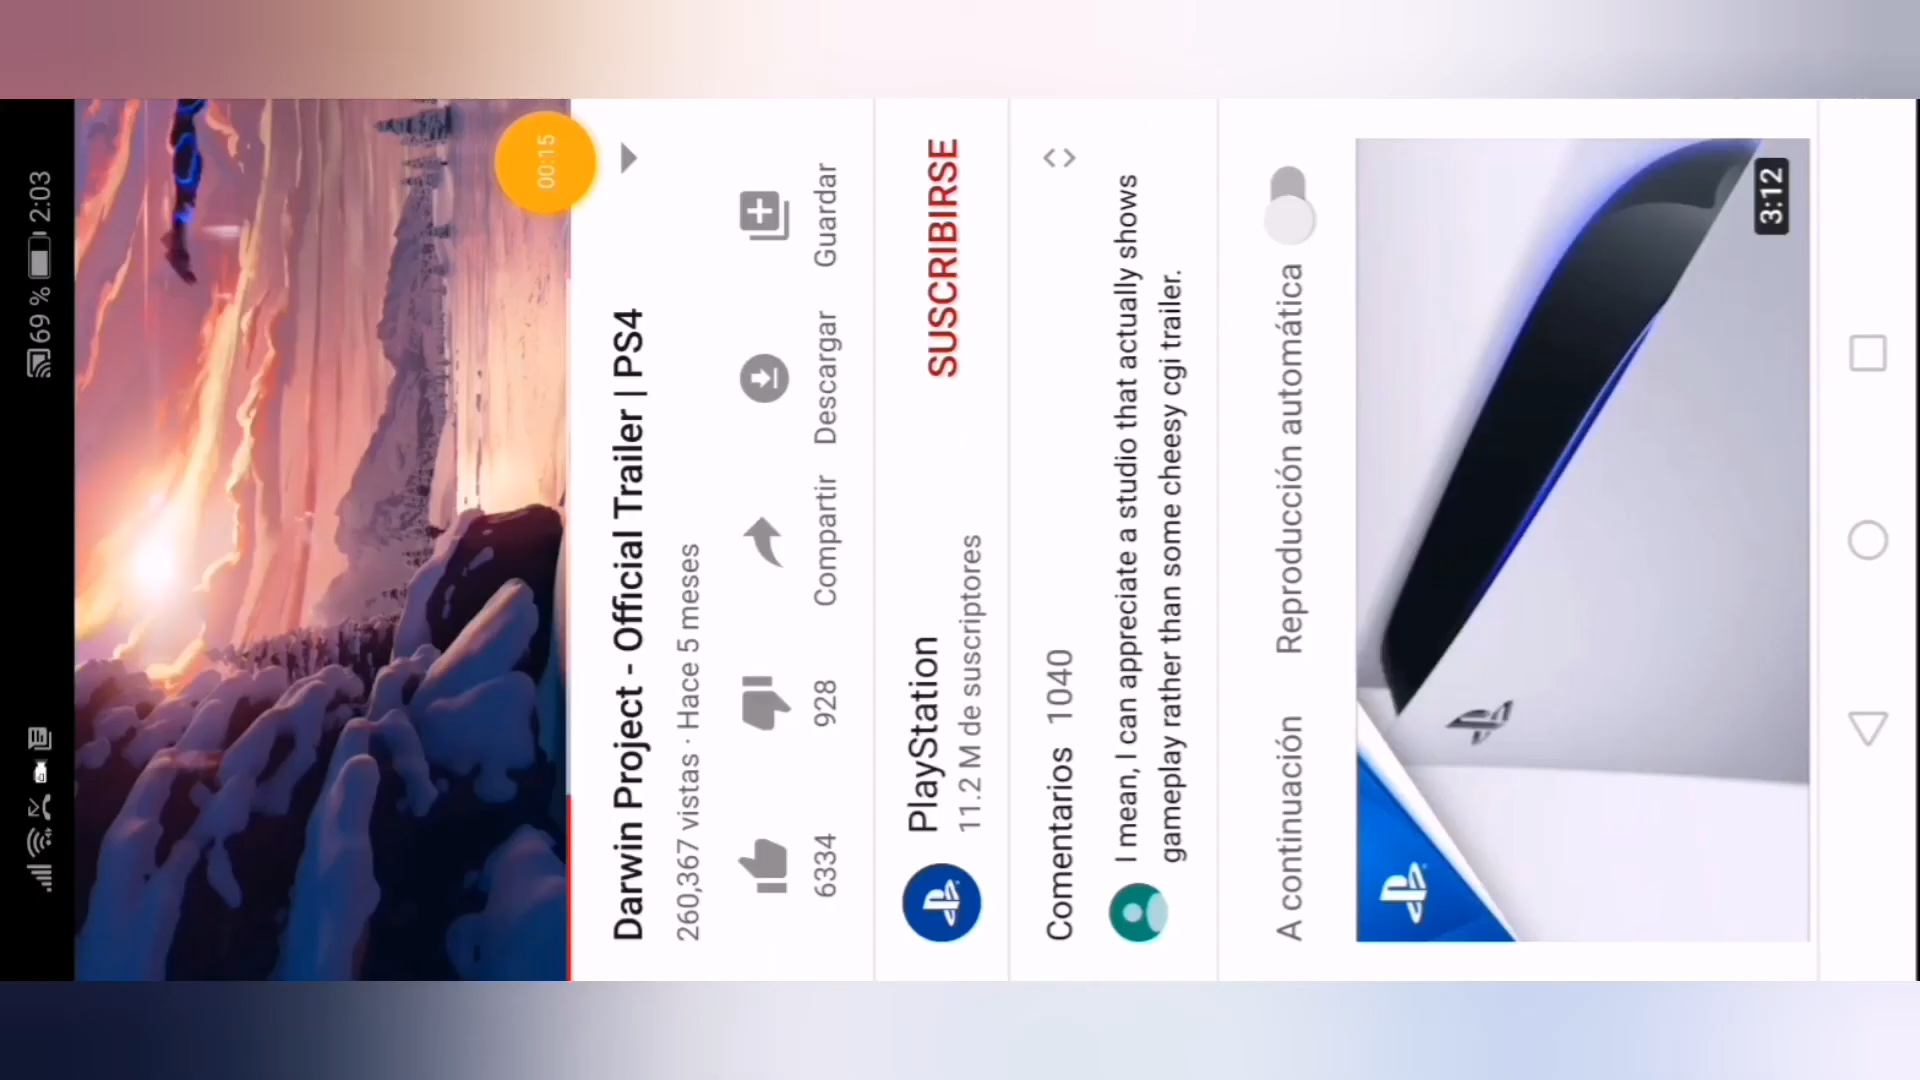 69 % 2:03
00:15
Darwin Project - Official Trailer | PS4
260,367 vistas · Hace 5 meses
6334 928 Compartir Descargar Guardar
PlayStation
11.2 M de suscriptores
SUSCRIBIRSE
Comentarios 1040
I mean, I can appreciate a studio that actually shows
gameplay rather than some cheesy cgi trailer.
A continuación Reproducción automática
3:12